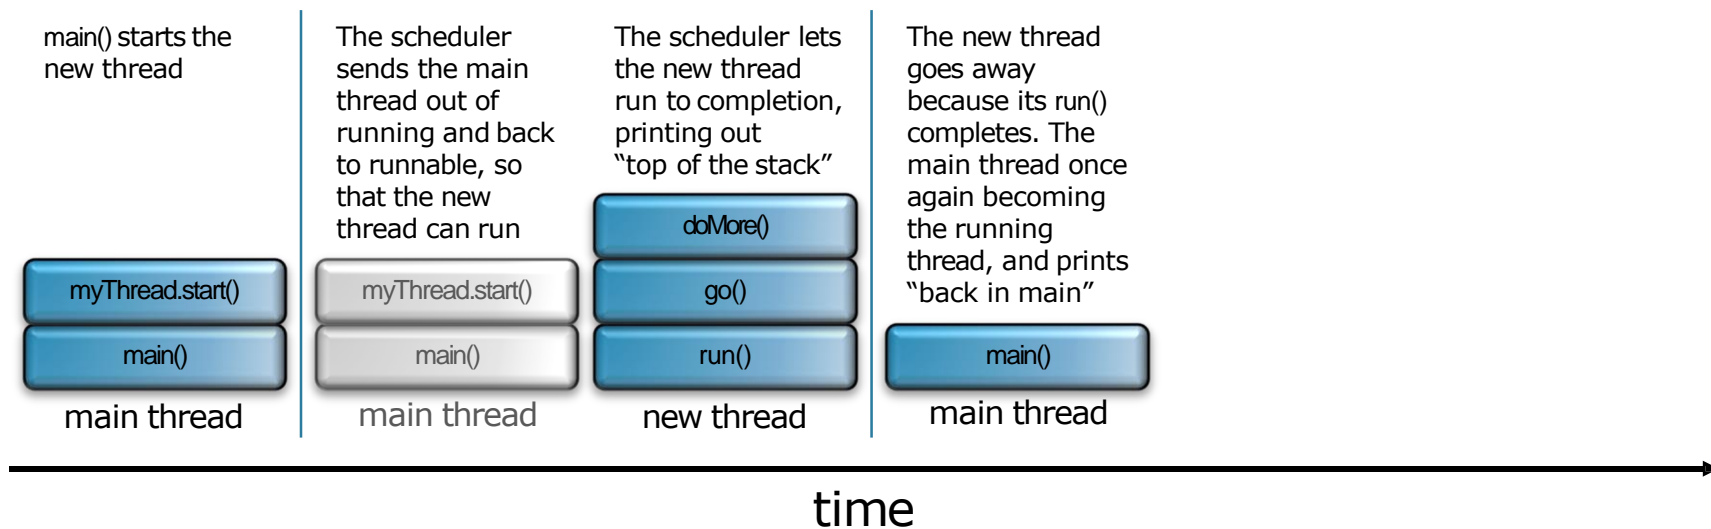 main() starts the
new thread
myThread.start()
main()
main thread
The scheduler
sends the main
thread out of
running and back
to runnable, so
that the new
thread can run
myThread.start()
main()
main thread
The scheduler lets
the new thread
run to completion,
printing out
“top of the stack”
doMore()
go()
run()
new thread
The new thread
goes away
because its run()
completes. The
main thread once
again becoming
the running
thread, and prints
“back in main”
main()
main thread
time